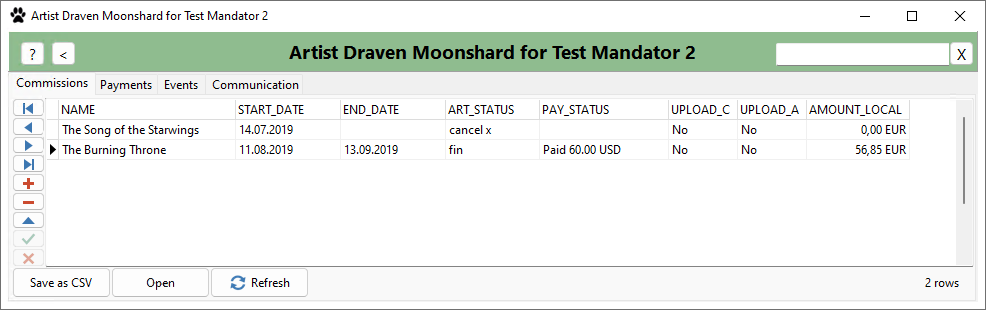 Artist Draven Moonshard for Test Mandator 2
? < Artist Draven Moonshard for Test Mandator 2 X
Commissions Payments Events Communication
NAME START_DATE END_DATE ART_STATUS PAY_STATUS UPLOAD_C UPLOAD_A AMOUNT_LOCAL
The Song of the Starwings 14.07.2019 cancel x No No 0,00 EUR
The Burning Throne 11.08.2019 13.09.2019 fin Paid 60.00 USD No No 56,85 EUR
Save as CSV Open Refresh 2 rows